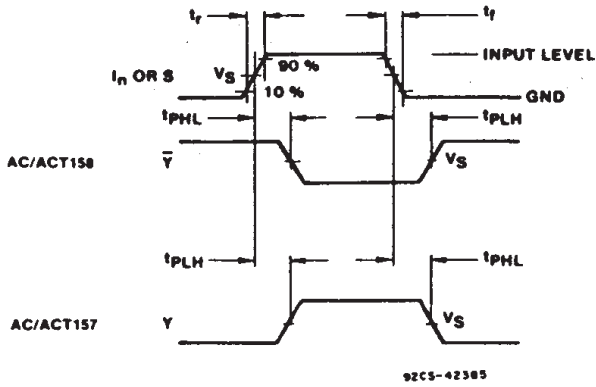 tr tf
In OR S VS 90 % INPUT LEVEL
10 % GND
tPHL tPLH
AC/ACT158 Y̅ VS
tPLH tPHL
AC/ACT157 Y VS
92CS-42385